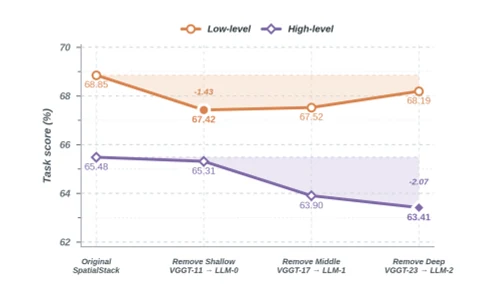 Low-level High-level
70
68
66
64
62
Task score (%)
68.85
-1.43
67.42
67.52
68.19
65.48
65.31
63.90
-2.07
63.41
Original
SpatialStack
Remove Shallow
VGGT-11 → LLM-0
Remove Middle
VGGT-17 → LLM-1
Remove Deep
VGGT-23 → LLM-2